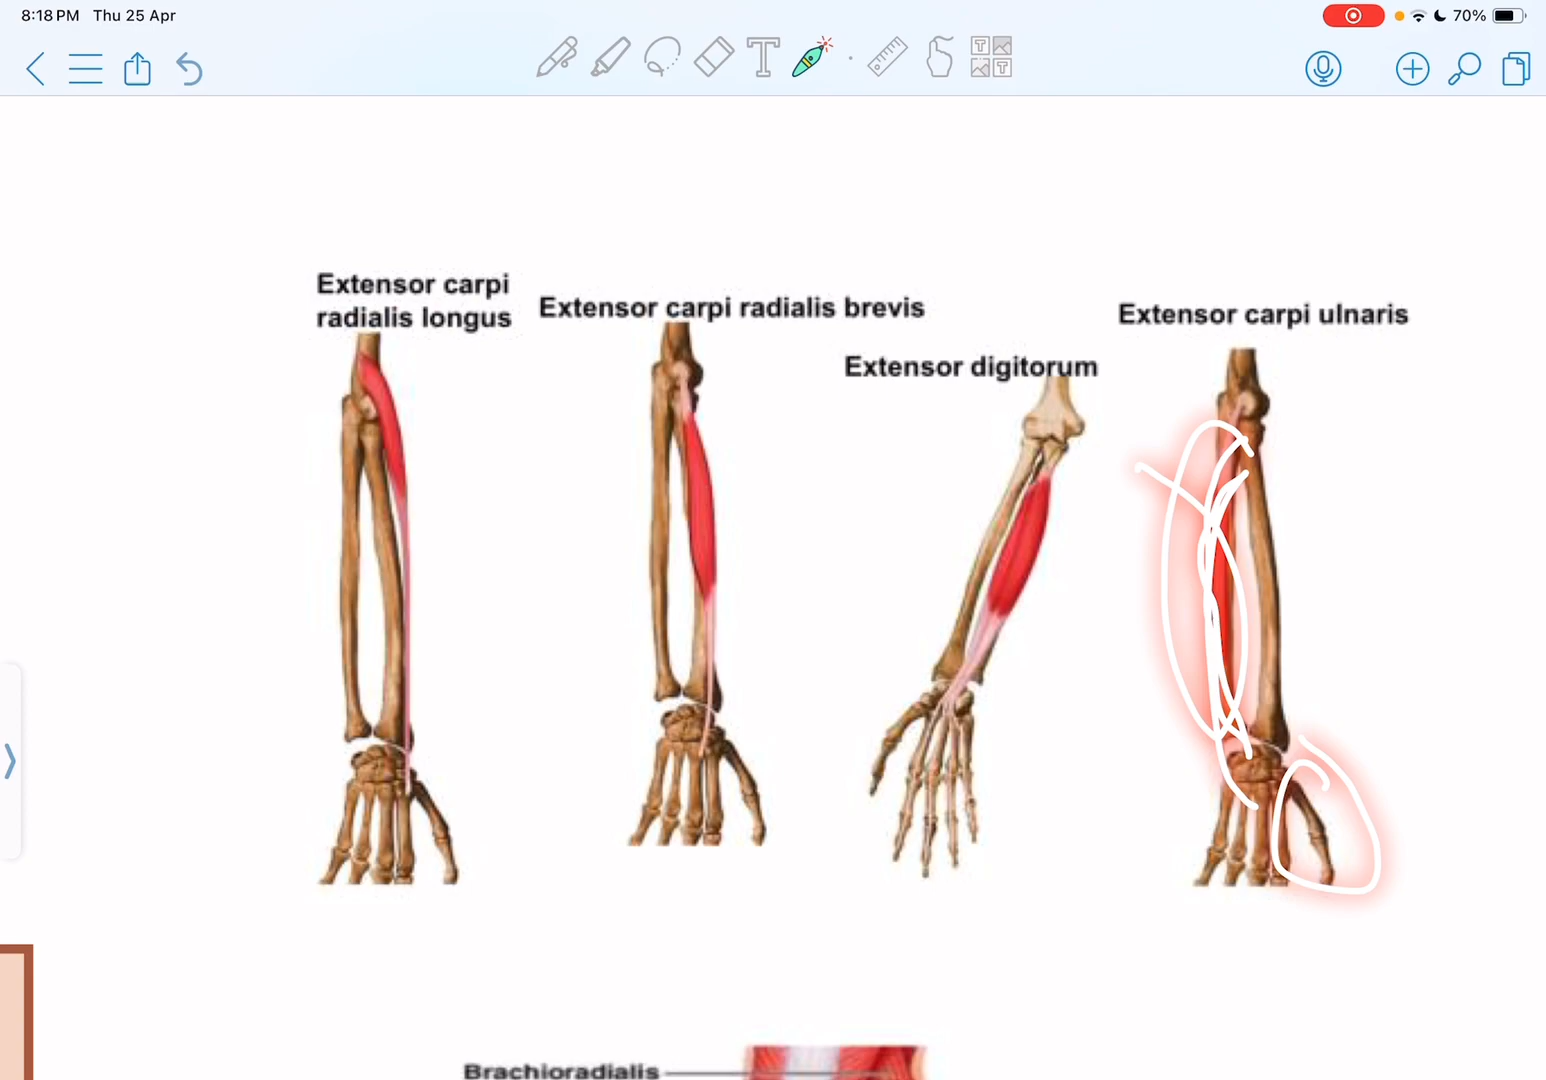 8:18 PM Thu 25 Apr
70%
Extensor carpi
radialis longus
Extensor carpi radialis brevis
Extensor digitorum
Extensor carpi ulnaris
Brachioradialis